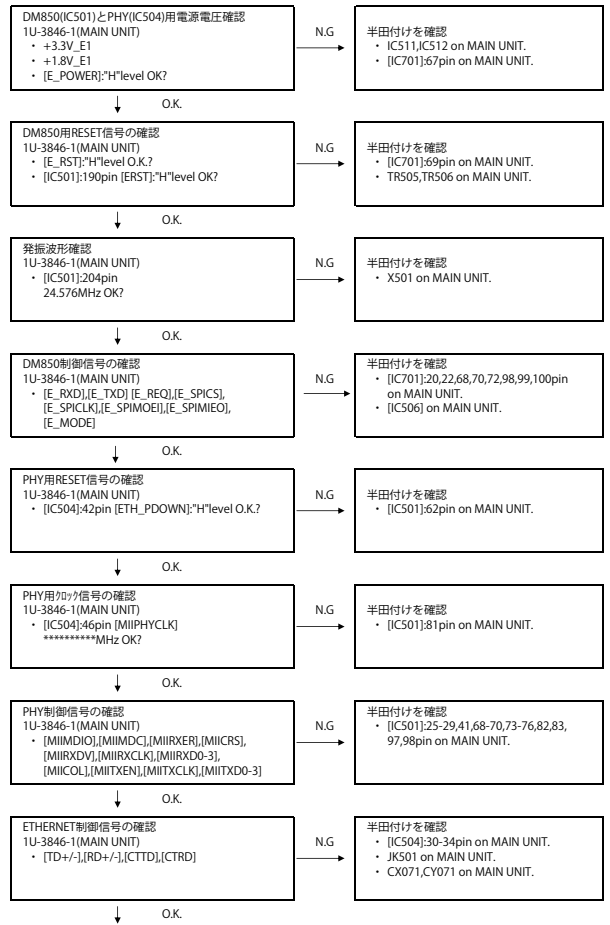 DM850(IC501)とPHY(IC504)用電源電圧確認
1U-3846-1(MAIN UNIT)
・ +3.3V_E1
・ +1.8V_E1
・ [E_POWER]:"H"level OK?
N.G
半田付けを確認
・ IC511,IC512 on MAIN UNIT.
・ [IC701]:67pin on MAIN UNIT.
O.K.
DM850用RESET信号の確認
1U-3846-1(MAIN UNIT)
・ [E_RST]:"H"level O.K.?
・ [IC501]:190pin [ERST]:"H"level OK?
N.G
半田付けを確認
・ [IC701]:69pin on MAIN UNIT.
・ TR505,TR506 on MAIN UNIT.
O.K.
発振波形確認
1U-3846-1(MAIN UNIT)
・ [IC501]:204pin
24.576MHz OK?
N.G
半田付けを確認
・ X501 on MAIN UNIT.
O.K.
DM850制御信号の確認
1U-3846-1(MAIN UNIT)
・ [E_RXD],[E_TXD] [E_REQ],[E_SPICS],
[E_SPICLK],[E_SPIMOEI],[E_SPIMIEO],
[E_MODE]
N.G
半田付けを確認
・ [IC701]:20,22,68,70,72,98,99,100pin
on MAIN UNIT.
・ [IC506] on MAIN UNIT.
O.K.
PHY用RESET信号の確認
1U-3846-1(MAIN UNIT)
・ [IC504]:42pin [ETH_PDOWN]:"H"level O.K.?
N.G
半田付けを確認
・ [IC501]:62pin on MAIN UNIT.
O.K.
PHY用ｸﾛｯｸ信号の確認
1U-3846-1(MAIN UNIT)
・ [IC504]:46pin [MIIPHYCLK]
**********MHz OK?
N.G
半田付けを確認
・ [IC501]:81pin on MAIN UNIT.
O.K.
PHY制御信号の確認
1U-3846-1(MAIN UNIT)
・ [MIIMDIO],[MIIMDC],[MIIRXER],[MIICRS],
[MIIRXDV],[MIIRXCLK],[MIIRXD0-3],
[MIICOL],[MIITXEN],[MIITXCLK],[MIITXD0-3]
N.G
半田付けを確認
・ [IC501]:25-29,41,68-70,73-76,82,83,
97,98pin on MAIN UNIT.
O.K.
ETHERNET制御信号の確認
1U-3846-1(MAIN UNIT)
・ [TD+/-],[RD+/-],[CTTD],[CTRD]
N.G
半田付けを確認
・ [IC504]:30-34pin on MAIN UNIT.
・ JK501 on MAIN UNIT.
・ CX071,CY071 on MAIN UNIT.
O.K.